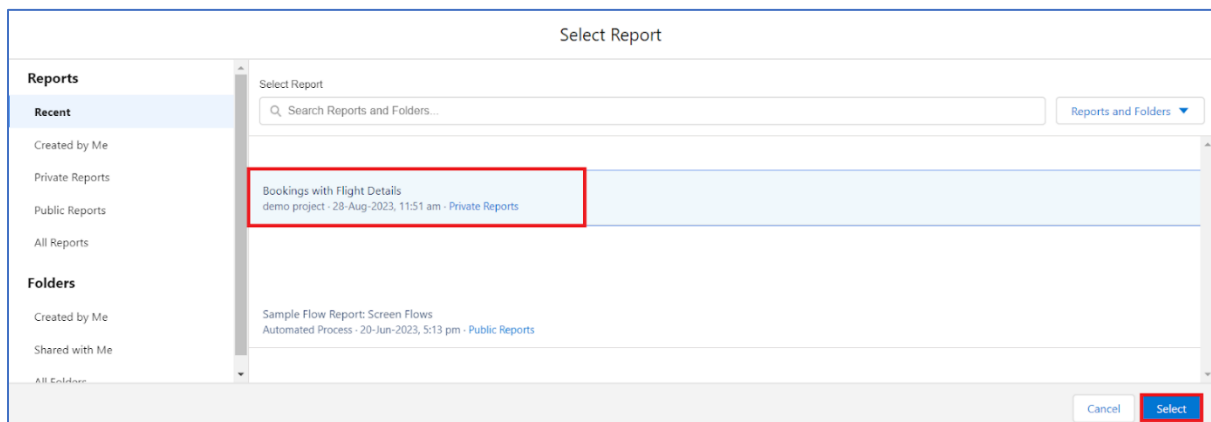 Select Report
Reports
Recent
Created by Me
Private Reports
Public Reports
All Reports
Folders
Created by Me
Shared with Me
All Folders
Select Report
Search Reports and Folders...
Reports and Folders
Bookings with Flight Details
demo project - 28-Aug-2023, 11:51 am - Private Reports
Sample Flow Report: Screen Flows
Automated Process - 20-Jun-2023, 5:13 pm - Public Reports
Cancel
Select